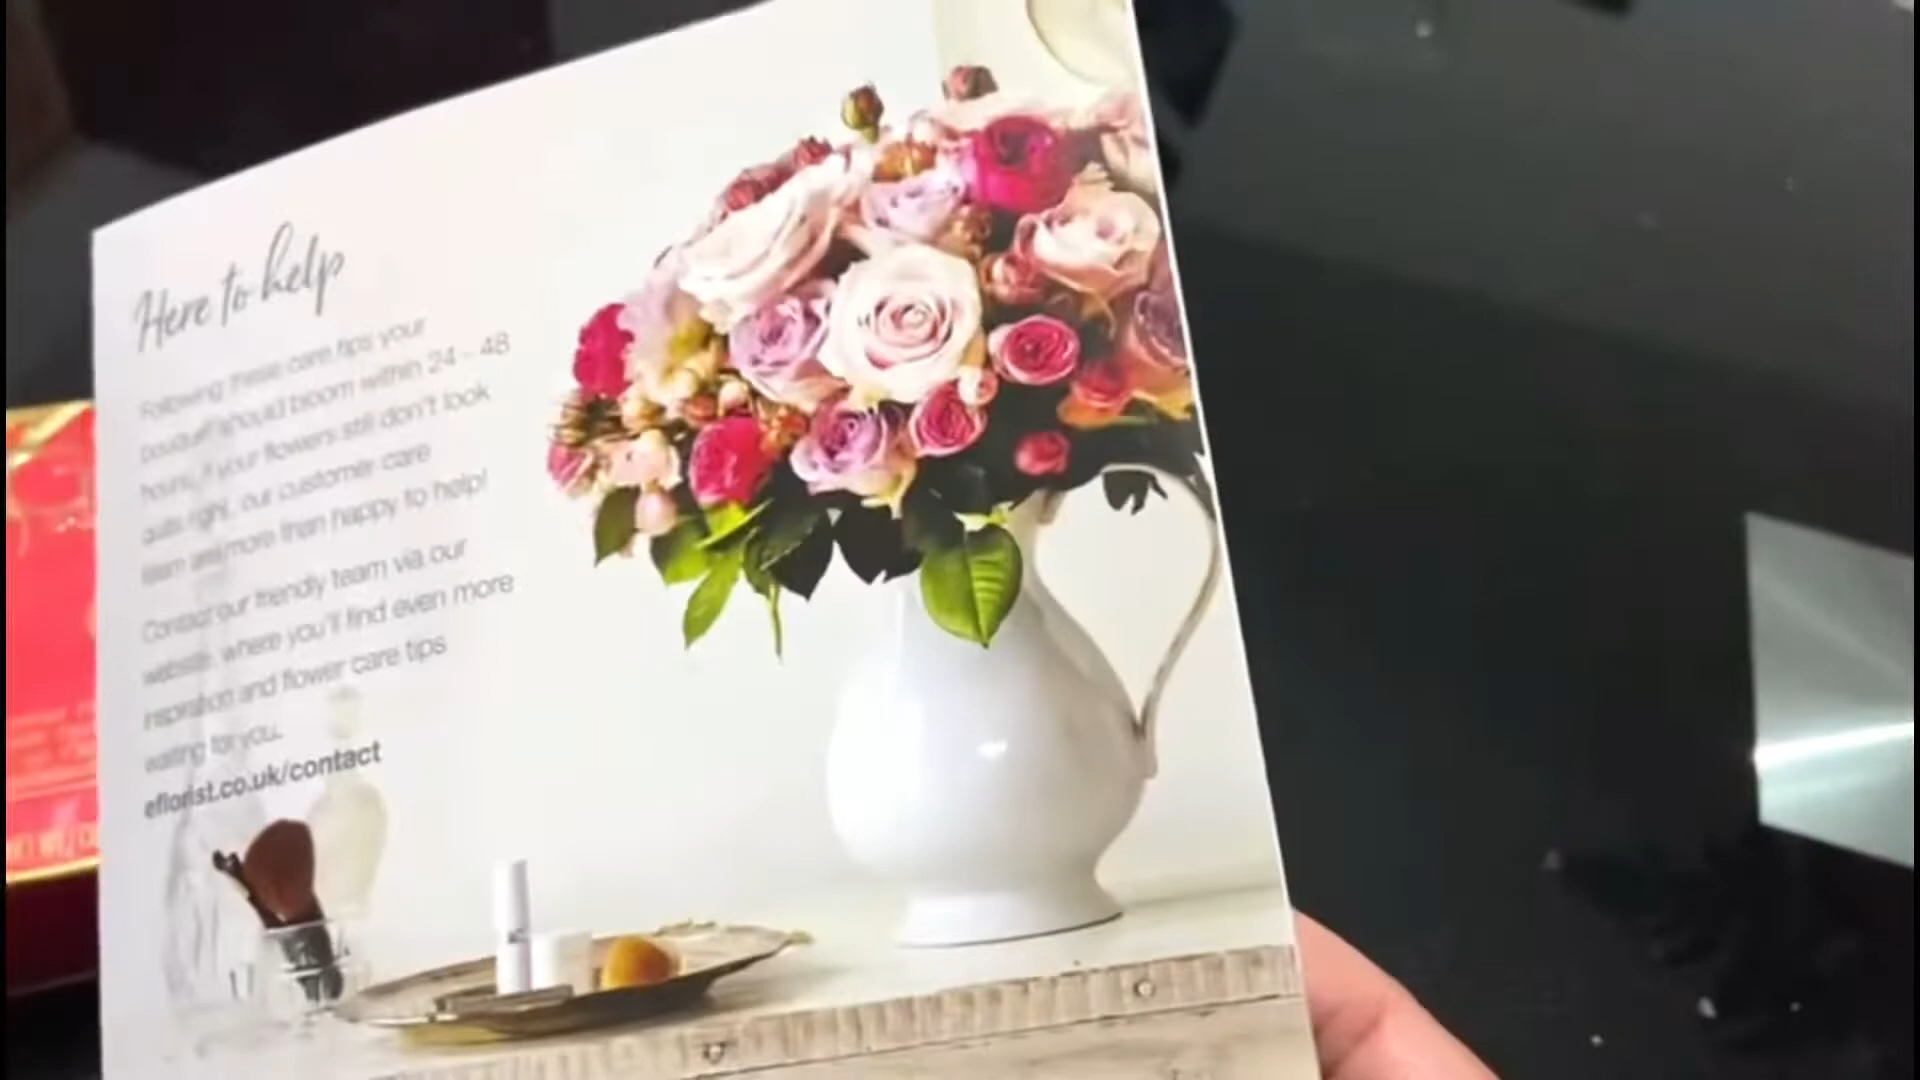 Here to help
Following these care tips your
bouquet should bloom within 24 - 48
hours, if your flowers still don't look
quite right, our customer care
team are more than happy to help!
Contact our friendly team via our
website, where you'll find even more
inspiration and flower care tips
waiting for you.
eflorist.co.uk/contact